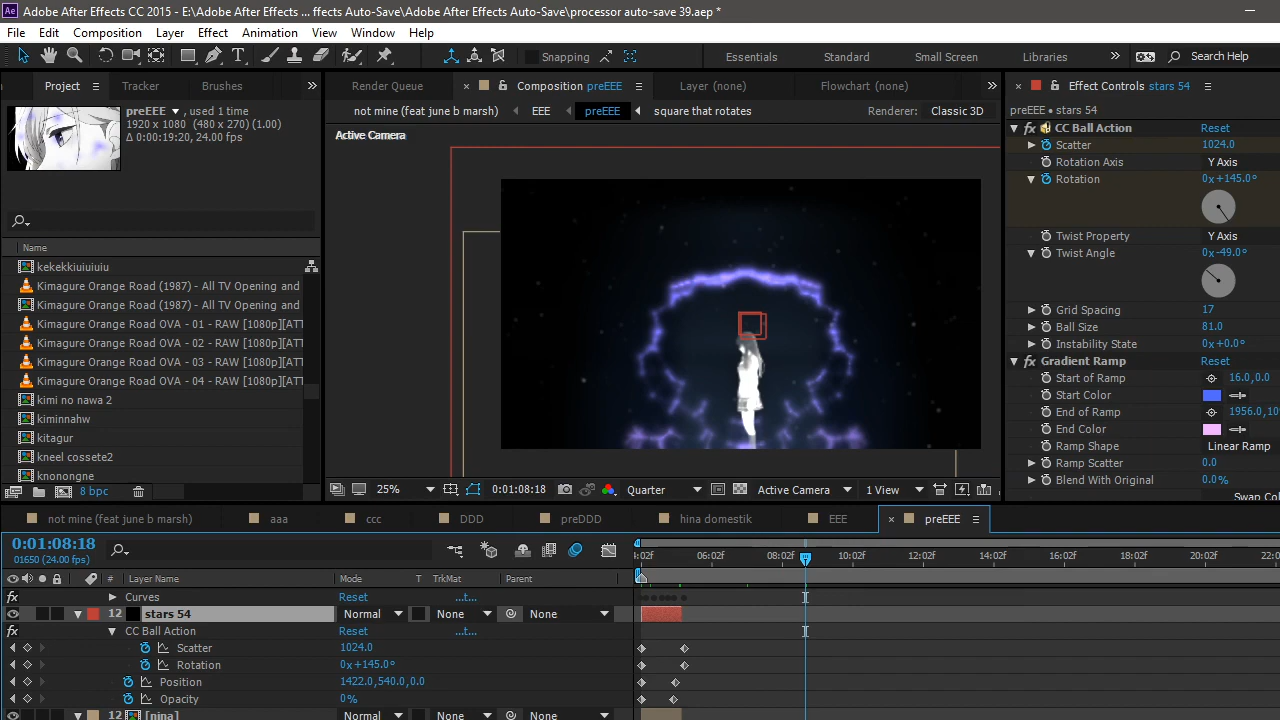 Adobe After Effects CC 2015 - E:\Adobe After Effects ... ffects Auto-Save\Adobe After Effects Auto-Save\processor auto-save 39.aep *
File Edit Composition Layer Effect Animation View Window Help
Snapping Essentials Standard Small Screen Libraries Search Help
Project Tracker Brushes Render Queue Composition preEEE Layer (none) Flowchart (none) Effect Controls stars 54
preEEE , used 1 time
1920 x 1080 (480 x 270) (1.00)
Δ 0:00:19:20, 24.00 fps
not mine (feat june b marsh) EEE preEEE square that rotates Renderer: Classic 3D
Active Camera
preEEE • stars 54
fx CC Ball Action Reset
Scatter 1024.0
Rotation Axis Y Axis
Rotation 0x+145.0°
Twist Property Y Axis
Twist Angle 0x-49.0°
Grid Spacing 17
Ball Size 81.0
Instability State 0x+0.0°
fx Gradient Ramp Reset
Start of Ramp 16.0,0.0
Start Color
End of Ramp 1956.0,10
End Color
Ramp Shape Linear Ramp
Ramp Scatter 0.0
Blend With Original 0.0%
Swap Col
Name
kekekkiuiuiuiu
Kimagure Orange Road (1987) - All TV Opening and
Kimagure Orange Road (1987) - All TV Opening and
Kimagure Orange Road OVA - 01 - RAW [1080p][ATT
Kimagure Orange Road OVA - 02 - RAW [1080p][ATT
Kimagure Orange Road OVA - 03 - RAW [1080p][ATT
Kimagure Orange Road OVA - 04 - RAW [1080p][ATT
kimi no nawa 2
kiminnahw
kitagur
kneel cossete2
knonongne
8 bpc
25% 0:01:08:18 Quarter Active Camera 1 View
not mine (feat june b marsh) aaa ccc DDD preDDD hina domestik EEE preEEE
0:01:08:18
01650 (24.00 fps)
4:02f 06:02f 08:02f 10:02f 12:02f 14:02f 16:02f 18:02f 20:02f 22:0
# Layer Name Mode T TrkMat Parent
fx Curves Reset ...t...
12 stars 54 Normal None None
fx CC Ball Action Reset ...t...
Scatter 1024.0
Rotation 0x+145.0°
Position 1422.0,540.0,0.0
Opacity 0%
12 [nina] Normal None None